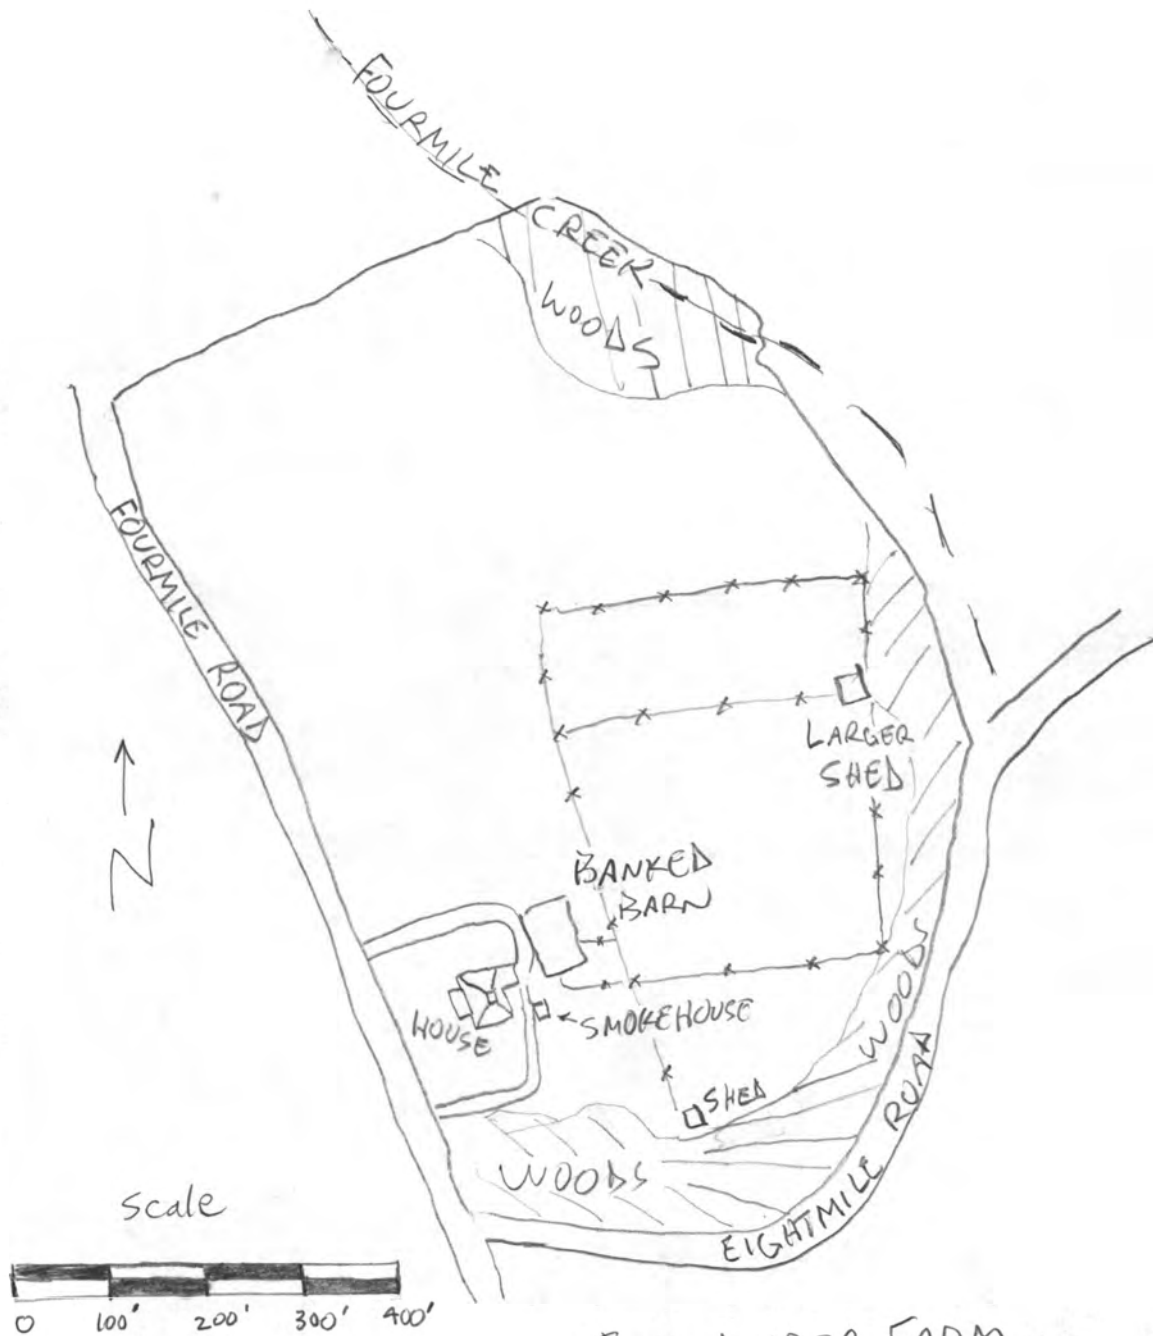 FOURMILE
CREEK
WOODS
FOURMILE ROAD
LARGER
SHED
N
BANKED
BARN
HOUSE
SMOKEHOUSE
WOODS
SHED
WOODS
EIGHTMILE ROAD
Scale
0 100' 200' 300' 400'
FARM